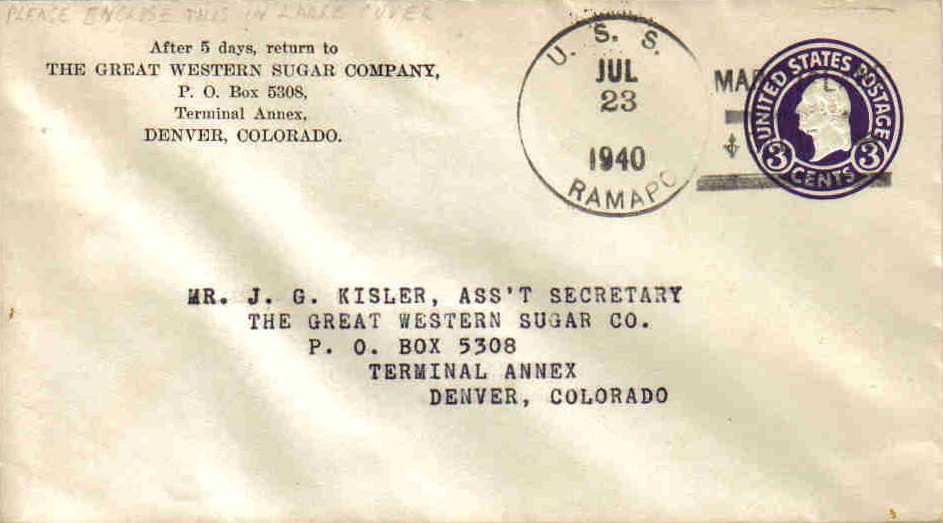 PLEASE ENCLOSE THIS IN LARGE COVER
After 5 days, return to
THE GREAT WESTERN SUGAR COMPANY,
P. O. Box 5308,
Terminal Annex,
DENVER, COLORADO.
U. S. S.
JUL
23
1940
RAMAPO
UNITED STATES POSTAGE
3 CENTS 3
MR. J. G. KISLER, ASS'T SECRETARY
THE GREAT WESTERN SUGAR CO.
P. O. BOX 5308
TERMINAL ANNEX
DENVER, COLORADO